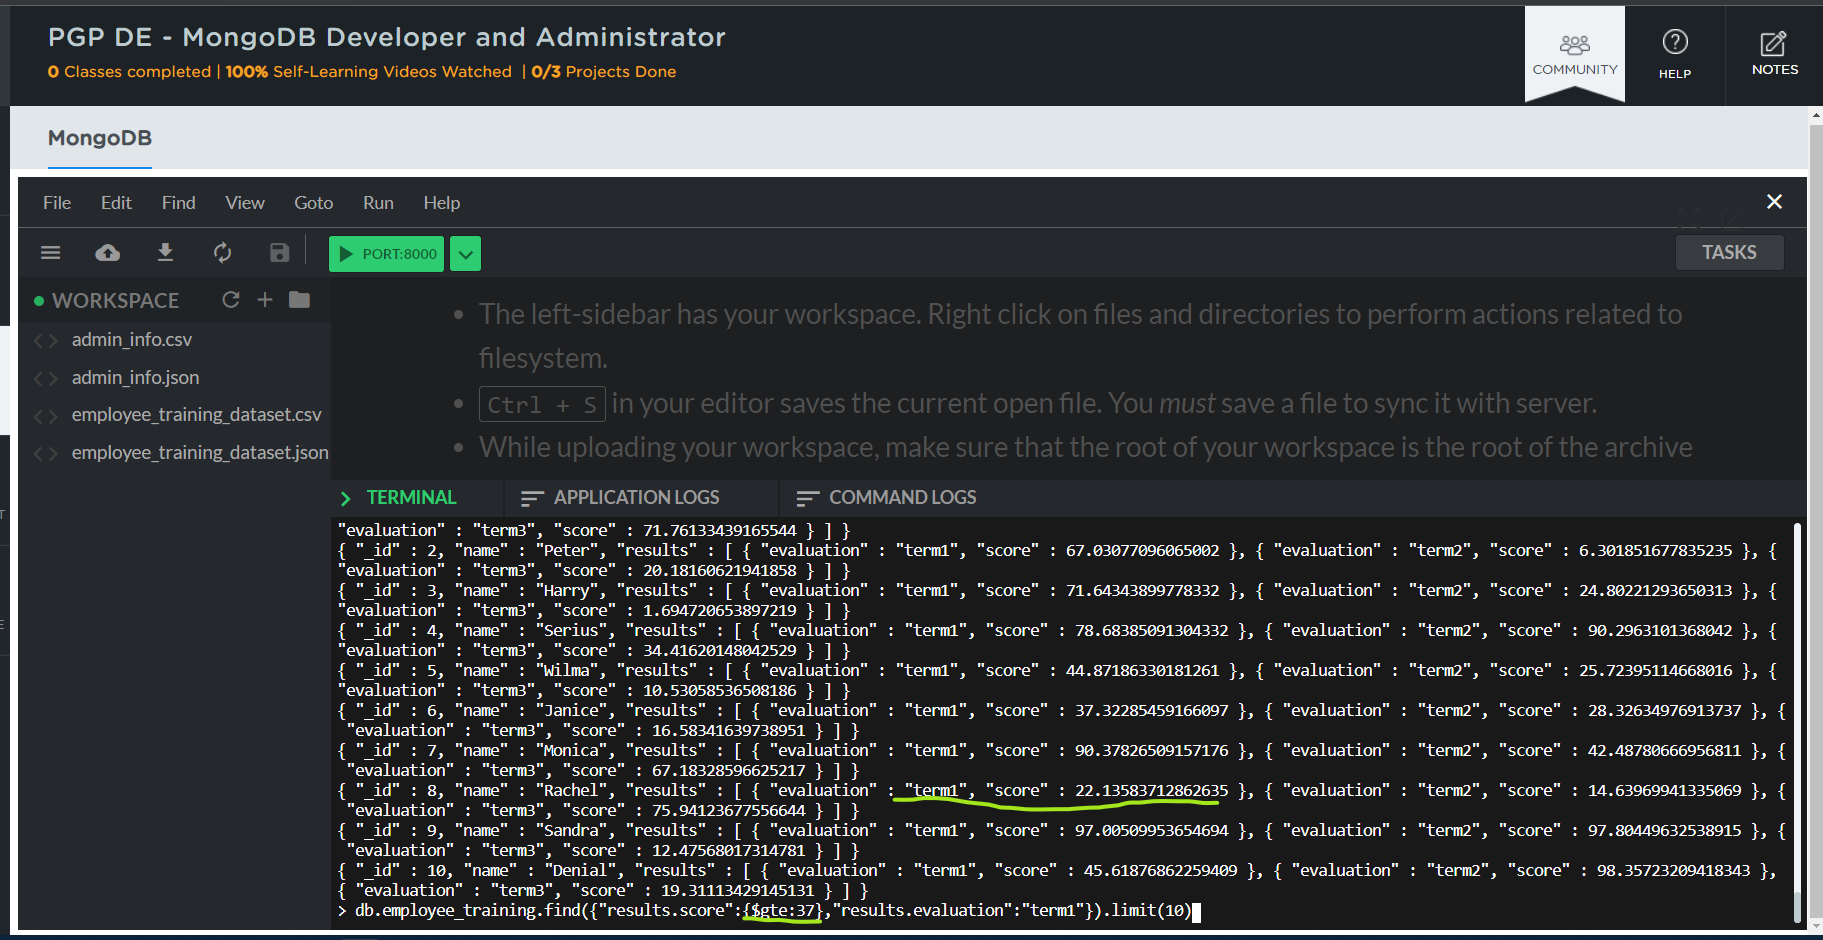 PGP DE - MongoDB Developer and Administrator
0 Classes completed | 100% Self-Learning Videos Watched | 0/3 Projects Done
COMMUNITY
HELP
NOTES
MongoDB
File Edit Find View Goto Run Help
PORT:8000
TASKS
WORKSPACE
admin_info.csv
admin_info.json
employee_training_dataset.csv
employee_training_dataset.json
• The left-sidebar has your workspace. Right click on files and directories to perform actions related to
filesystem.
• Ctrl + S in your editor saves the current open file. You must save a file to sync it with server.
• While uploading your workspace, make sure that the root of your workspace is the root of the archive
TERMINAL APPLICATION LOGS COMMAND LOGS
"evaluation" : "term3", "score" : 71.76133439165544 } ] }
{ "_id" : 2, "name" : "Peter", "results" : [ { "evaluation" : "term1", "score" : 67.03077096065002 }, { "evaluation" : "term2", "score" : 6.301851677835235 }, {
"evaluation" : "term3", "score" : 20.18160621941858 } ] }
{ "_id" : 3, "name" : "Harry", "results" : [ { "evaluation" : "term1", "score" : 71.64343899778332 }, { "evaluation" : "term2", "score" : 24.80221293650313 }, {
"evaluation" : "term3", "score" : 1.694720653897219 } ] }
{ "_id" : 4, "name" : "Serius", "results" : [ { "evaluation" : "term1", "score" : 78.68385091304332 }, { "evaluation" : "term2", "score" : 90.2963101368042 }, {
"evaluation" : "term3", "score" : 34.41620148042529 } ] }
{ "_id" : 5, "name" : "Wilma", "results" : [ { "evaluation" : "term1", "score" : 44.87186330181261 }, { "evaluation" : "term2", "score" : 25.72395114668016 }, {
"evaluation" : "term3", "score" : 10.53058536508186 } ] }
{ "_id" : 6, "name" : "Janice", "results" : [ { "evaluation" : "term1", "score" : 37.32285459166097 }, { "evaluation" : "term2", "score" : 28.32634976913737 }, {
"evaluation" : "term3", "score" : 16.58341639738951 } ] }
{ "_id" : 7, "name" : "Monica", "results" : [ { "evaluation" : "term1", "score" : 90.37826509157176 }, { "evaluation" : "term2", "score" : 42.48780666956811 }, {
"evaluation" : "term3", "score" : 67.18328596625217 } ] }
{ "_id" : 8, "name" : "Rachel", "results" : [ { "evaluation" : "term1", "score" : 22.13583712862635 }, { "evaluation" : "term2", "score" : 14.63969941335069 }, {
"evaluation" : "term3", "score" : 75.94123677556644 } ] }
{ "_id" : 9, "name" : "Sandra", "results" : [ { "evaluation" : "term1", "score" : 97.00509953654694 }, { "evaluation" : "term2", "score" : 97.80449632538915 }, {
"evaluation" : "term3", "score" : 12.47568017314781 } ] }
{ "_id" : 10, "name" : "Denial", "results" : [ { "evaluation" : "term1", "score" : 45.61876862259409 }, { "evaluation" : "term2", "score" : 98.35723209418343 },
{ "evaluation" : "term3", "score" : 19.31113429145131 } ] }
> db.employee_training.find({"results.score":{$gte:37},"results.evaluation":"term1"}).limit(10)